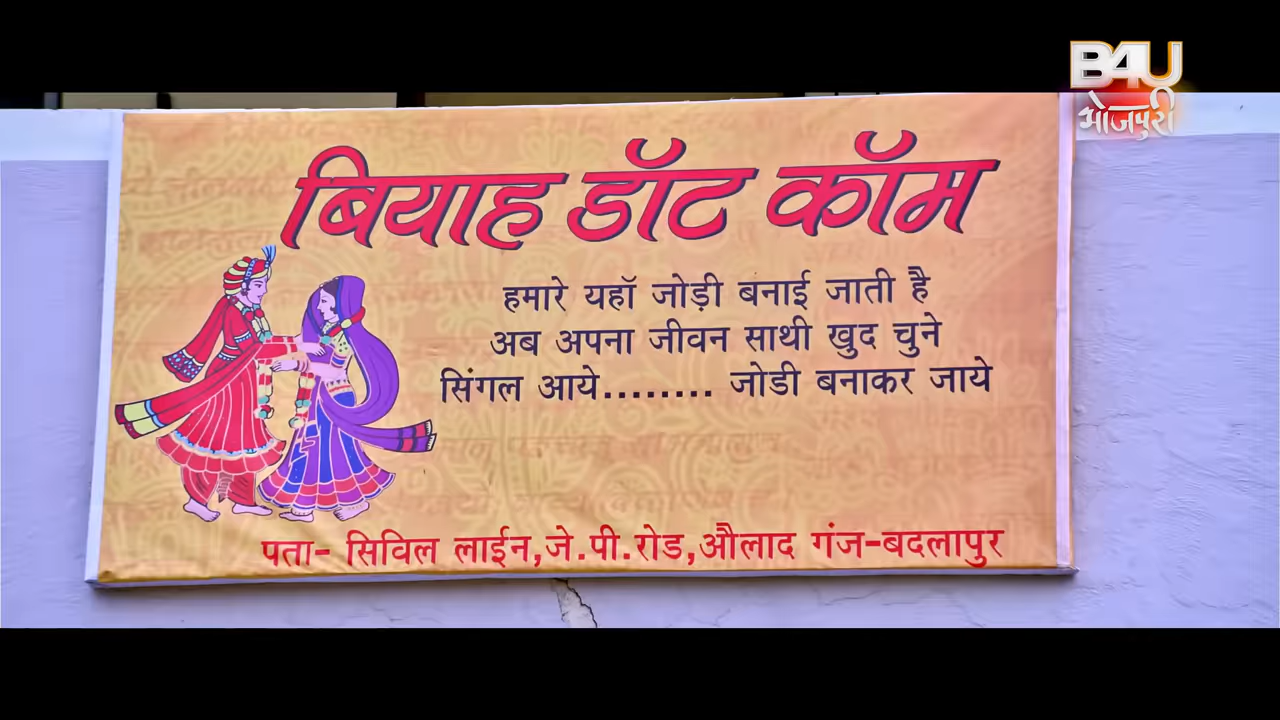 B4U
भोजपुरी
बियाह डॉट कॉम
हमारे यहॉ जोड़ी बनाई जाती है
अब अपना जीवन साथी खुद चुने
सिंगल आये........ जोडी बनाकर जाये
पता- सिविल लाईन,जे.पी.रोड,औलाद गंज-बदलापुर